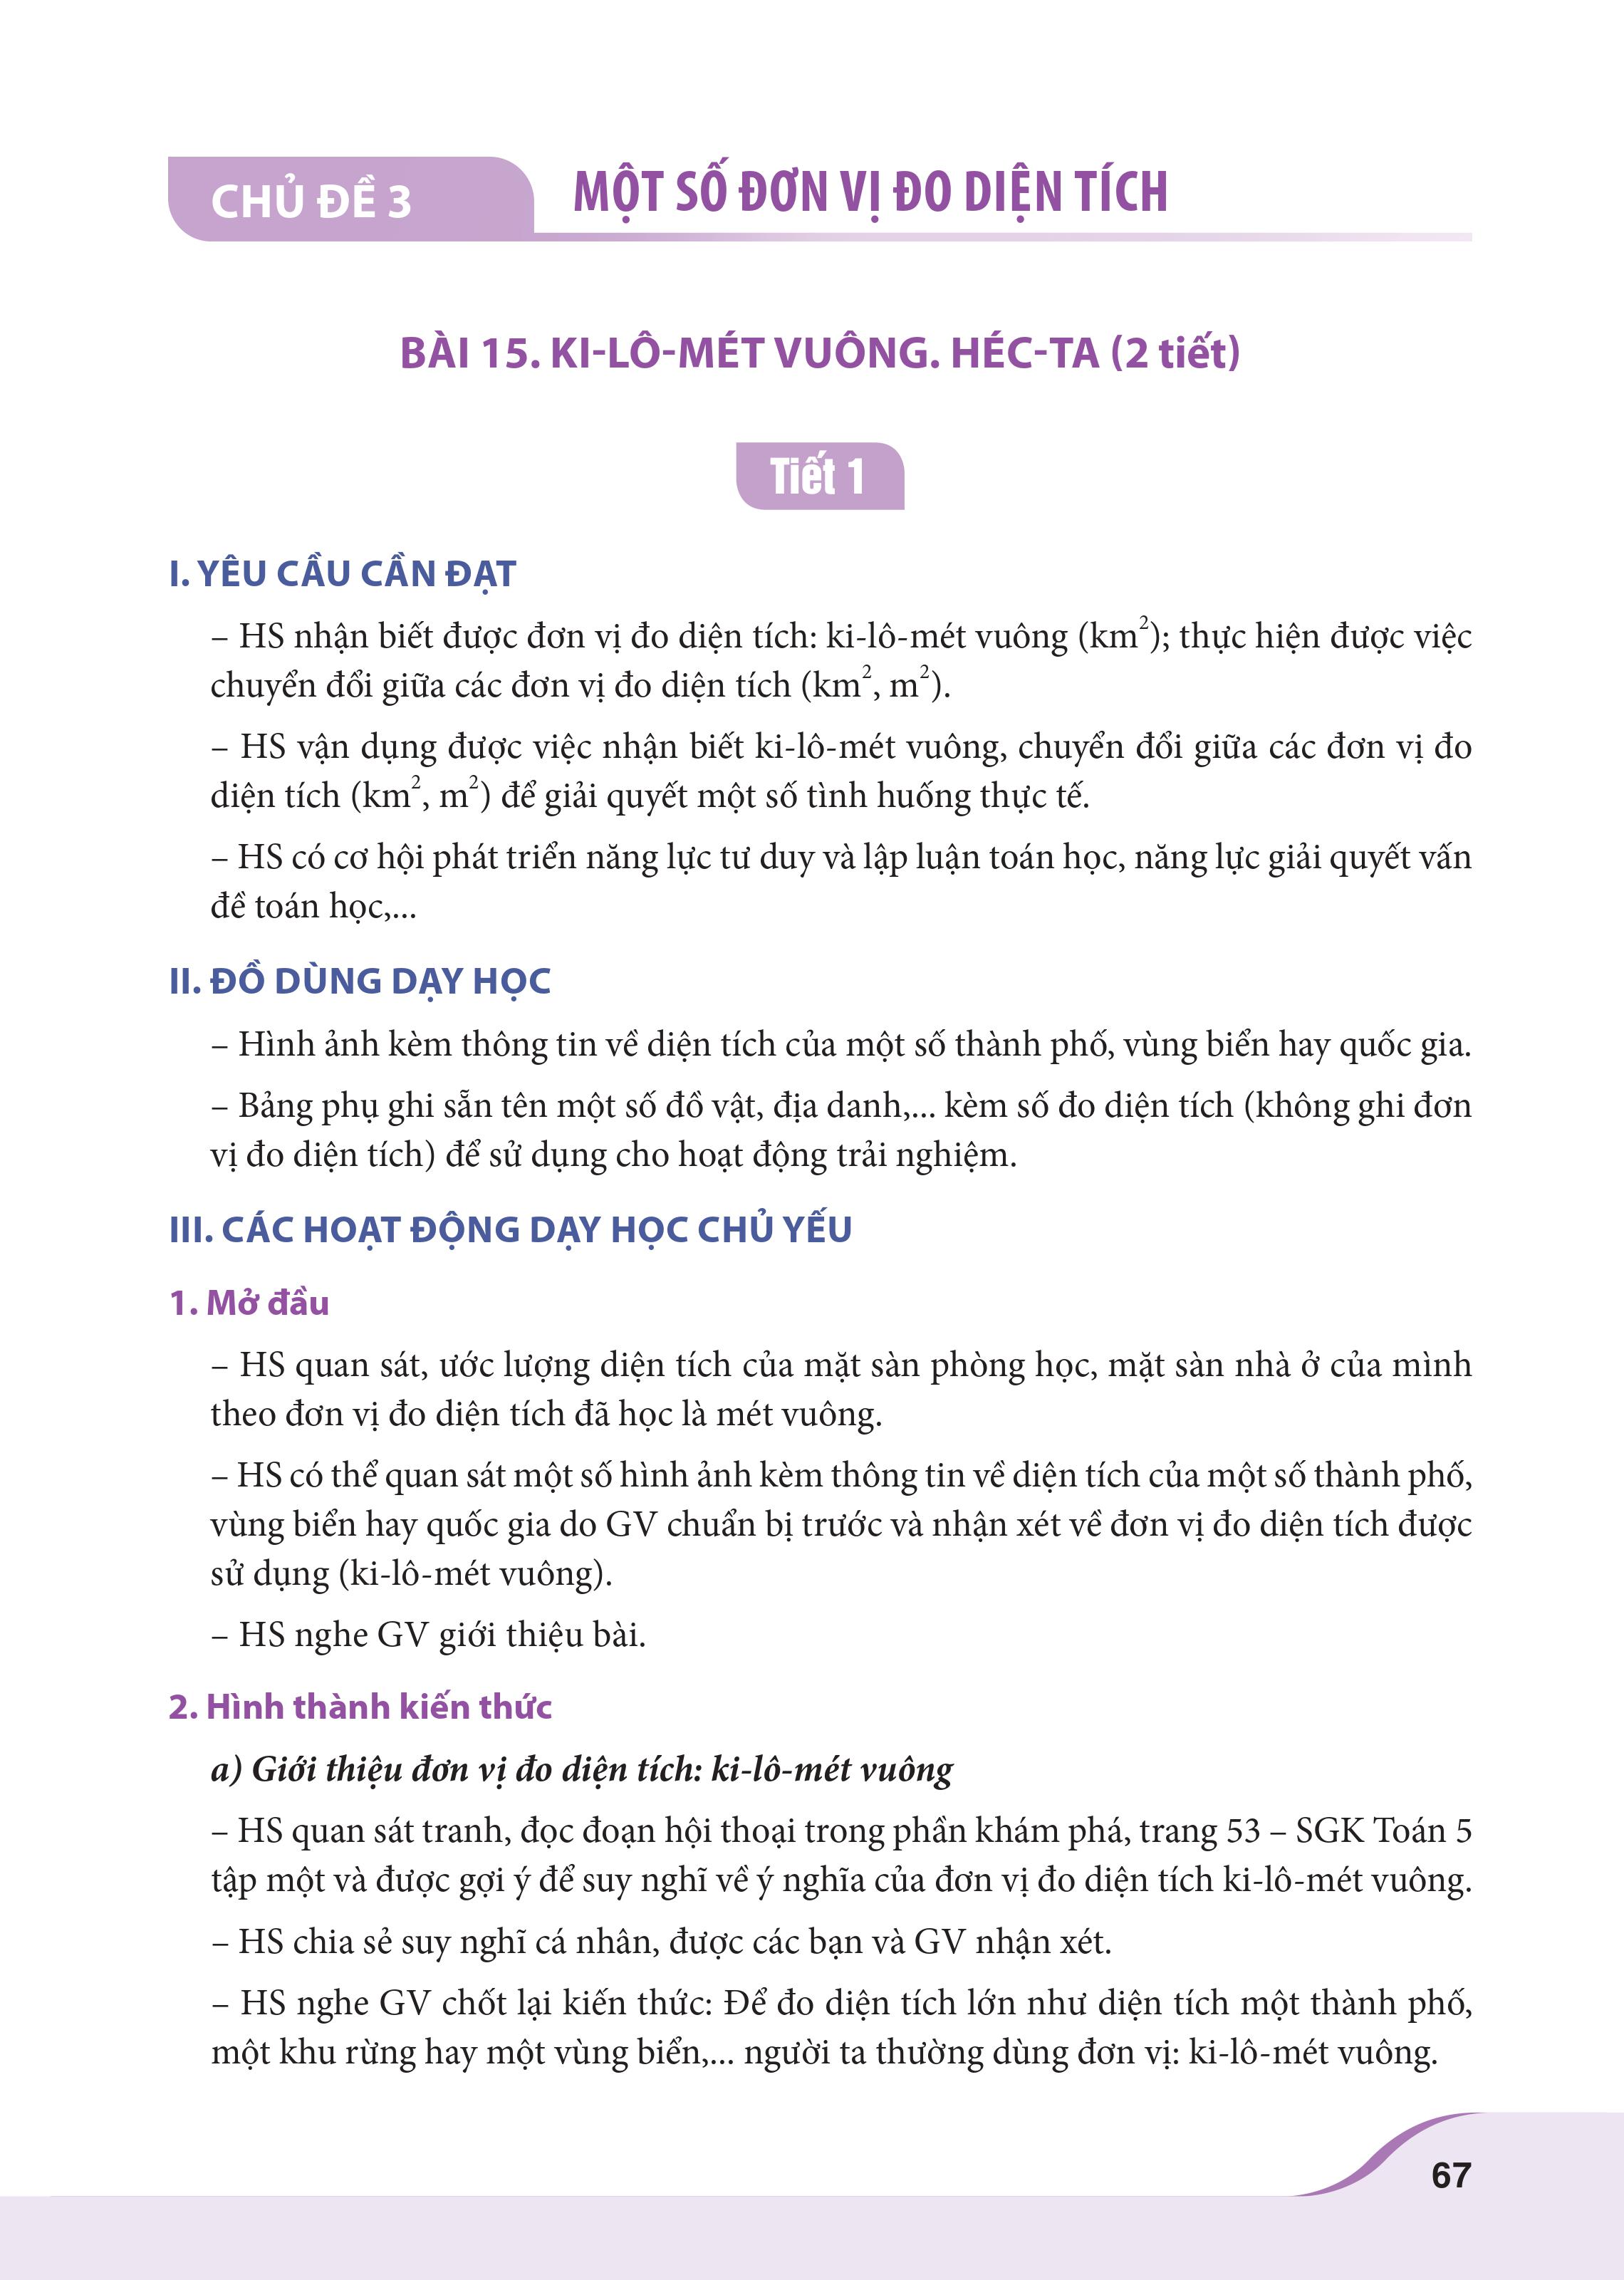 CHỦ ĐỀ 3
MỘT SỐ ĐƠN VỊ ĐO DIỆN TÍCH
BÀI 15. KI-LÔ-MÉT VUÔNG. HÉC-TA (2 tiết)
Tiết 1
I. YÊU CẦU CẦN ĐẠT
– HS nhận biết được đơn vị đo diện tích: ki-lô-mét vuông (km²); thực hiện được việc
chuyển đổi giữa các đơn vị đo diện tích (km², m²).
– HS vận dụng được việc nhận biết ki-lô-mét vuông, chuyển đổi giữa các đơn vị đo
diện tích (km², m²) để giải quyết một số tình huống thực tế.
– HS có cơ hội phát triển năng lực tư duy và lập luận toán học, năng lực giải quyết vấn
đề toán học,...
II. ĐỒ DÙNG DẠY HỌC
– Hình ảnh kèm thông tin về diện tích của một số thành phố, vùng biển hay quốc gia.
– Bảng phụ ghi sẵn tên một số đồ vật, địa danh,... kèm số đo diện tích (không ghi đơn
vị đo diện tích) để sử dụng cho hoạt động trải nghiệm.
III. CÁC HOẠT ĐỘNG DẠY HỌC CHỦ YẾU
1. Mở đầu
– HS quan sát, ước lượng diện tích của mặt sàn phòng học, mặt sàn nhà ở của mình
theo đơn vị đo diện tích đã học là mét vuông.
– HS có thể quan sát một số hình ảnh kèm thông tin về diện tích của một số thành phố,
vùng biển hay quốc gia do GV chuẩn bị trước và nhận xét về đơn vị đo diện tích được
sử dụng (ki-lô-mét vuông).
– HS nghe GV giới thiệu bài.
2. Hình thành kiến thức
a) Giới thiệu đơn vị đo diện tích: ki-lô-mét vuông
– HS quan sát tranh, đọc đoạn hội thoại trong phần khám phá, trang 53 – SGK Toán 5
tập một và được gợi ý để suy nghĩ về ý nghĩa của đơn vị đo diện tích ki-lô-mét vuông.
– HS chia sẻ suy nghĩ cá nhân, được các bạn và GV nhận xét.
– HS nghe GV chốt lại kiến thức: Để đo diện tích lớn như diện tích một thành phố,
một khu rừng hay một vùng biển,... người ta thường dùng đơn vị: ki-lô-mét vuông.
67